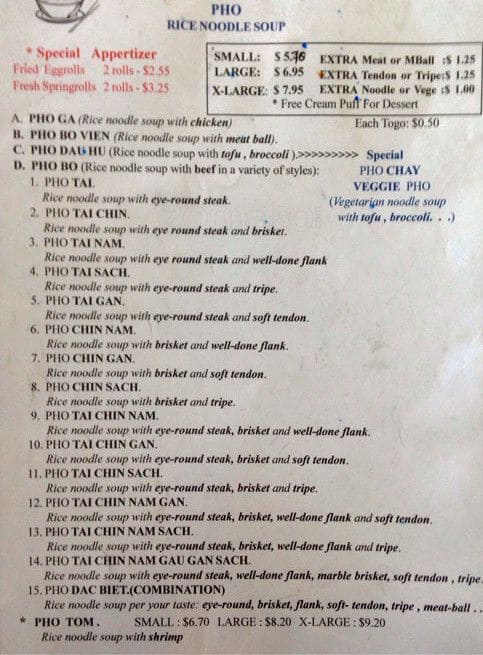 PHO
RICE NOODLE SOUP
* Special Appertizer
Fried Eggrolls 2 rolls - $2.55
Fresh Springrolls 2 rolls - $3.25
SMALL: $ 5.70 EXTRA Meat or MBall :$ 1.25
LARGE: $ 6.95 EXTRA Tendon or Tripe:$ 1.25
X-LARGE: $ 7.95 EXTRA Noodle or Vege :$ 1.00
* Free Cream Puff For Dessert
A. PHO GA (Rice noodle soup with chicken) Each Togo: $0.50
B. PHO BO VIEN (Rice noodle soup with meat ball).
C. PHO DAU HU (Rice noodle soup with tofu , broccoli ).>>>>>>>>> Special
D. PHO BO (Rice noodle soup with beef in a variety of styles): PHO CHAY
1. PHO TAI. VEGGIE PHO
Rice noodle soup with eye-round steak. (Vegetarian noodle soup
2. PHO TAI CHIN. with tofu , broccoli. . .)
Rice noodle soup with eye round steak and brisket.
3. PHO TAI NAM.
Rice noodle soup with eye round steak and well-done flank
4. PHO TAI SACH.
Rice noodle soup with eye-round steak and tripe.
5. PHO TAI GAN.
Rice noodle soup with eye-round steak and soft tendon.
6. PHO CHIN NAM.
Rice noodle soup with brisket and well-done flank.
7. PHO CHIN GAN.
Rice noodle soup with brisket and soft tendon.
8. PHO CHIN SACH.
Rice noodle soup with brisket and tripe.
9. PHO TAI CHIN NAM.
Rice noodle soup with eye-round steak, brisket and well-done flank.
10. PHO TAI CHIN GAN.
Rice noodle soup with eye-round steak, brisket and soft tendon.
11. PHO TAI CHIN SACH.
Rice noodle soup with eye-round steak, brisket and tripe.
12. PHO TAI CHIN NAM GAN.
Rice noodle soup with eye-round steak, brisket, well-done flank and soft tendon.
13. PHO TAI CHIN NAM SACH.
Rice noodle soup with eye-round steak, brisket, well-done flank and tripe.
14. PHO TAI CHIN NAM GAU GAN SACH.
Rice noodle soup with eye-round steak, well-done flank, marble brisket, soft tendon , tripe.
15. PHO DAC BIET.(COMBINATION)
Rice noodle soup per your taste: eye-round, brisket, flank, soft- tendon, tripe , meat-ball . .
* PHO TOM . SMALL : $6.70 LARGE : $8.20 X-LARGE : $9.20
Rice noodle soup with shrimp